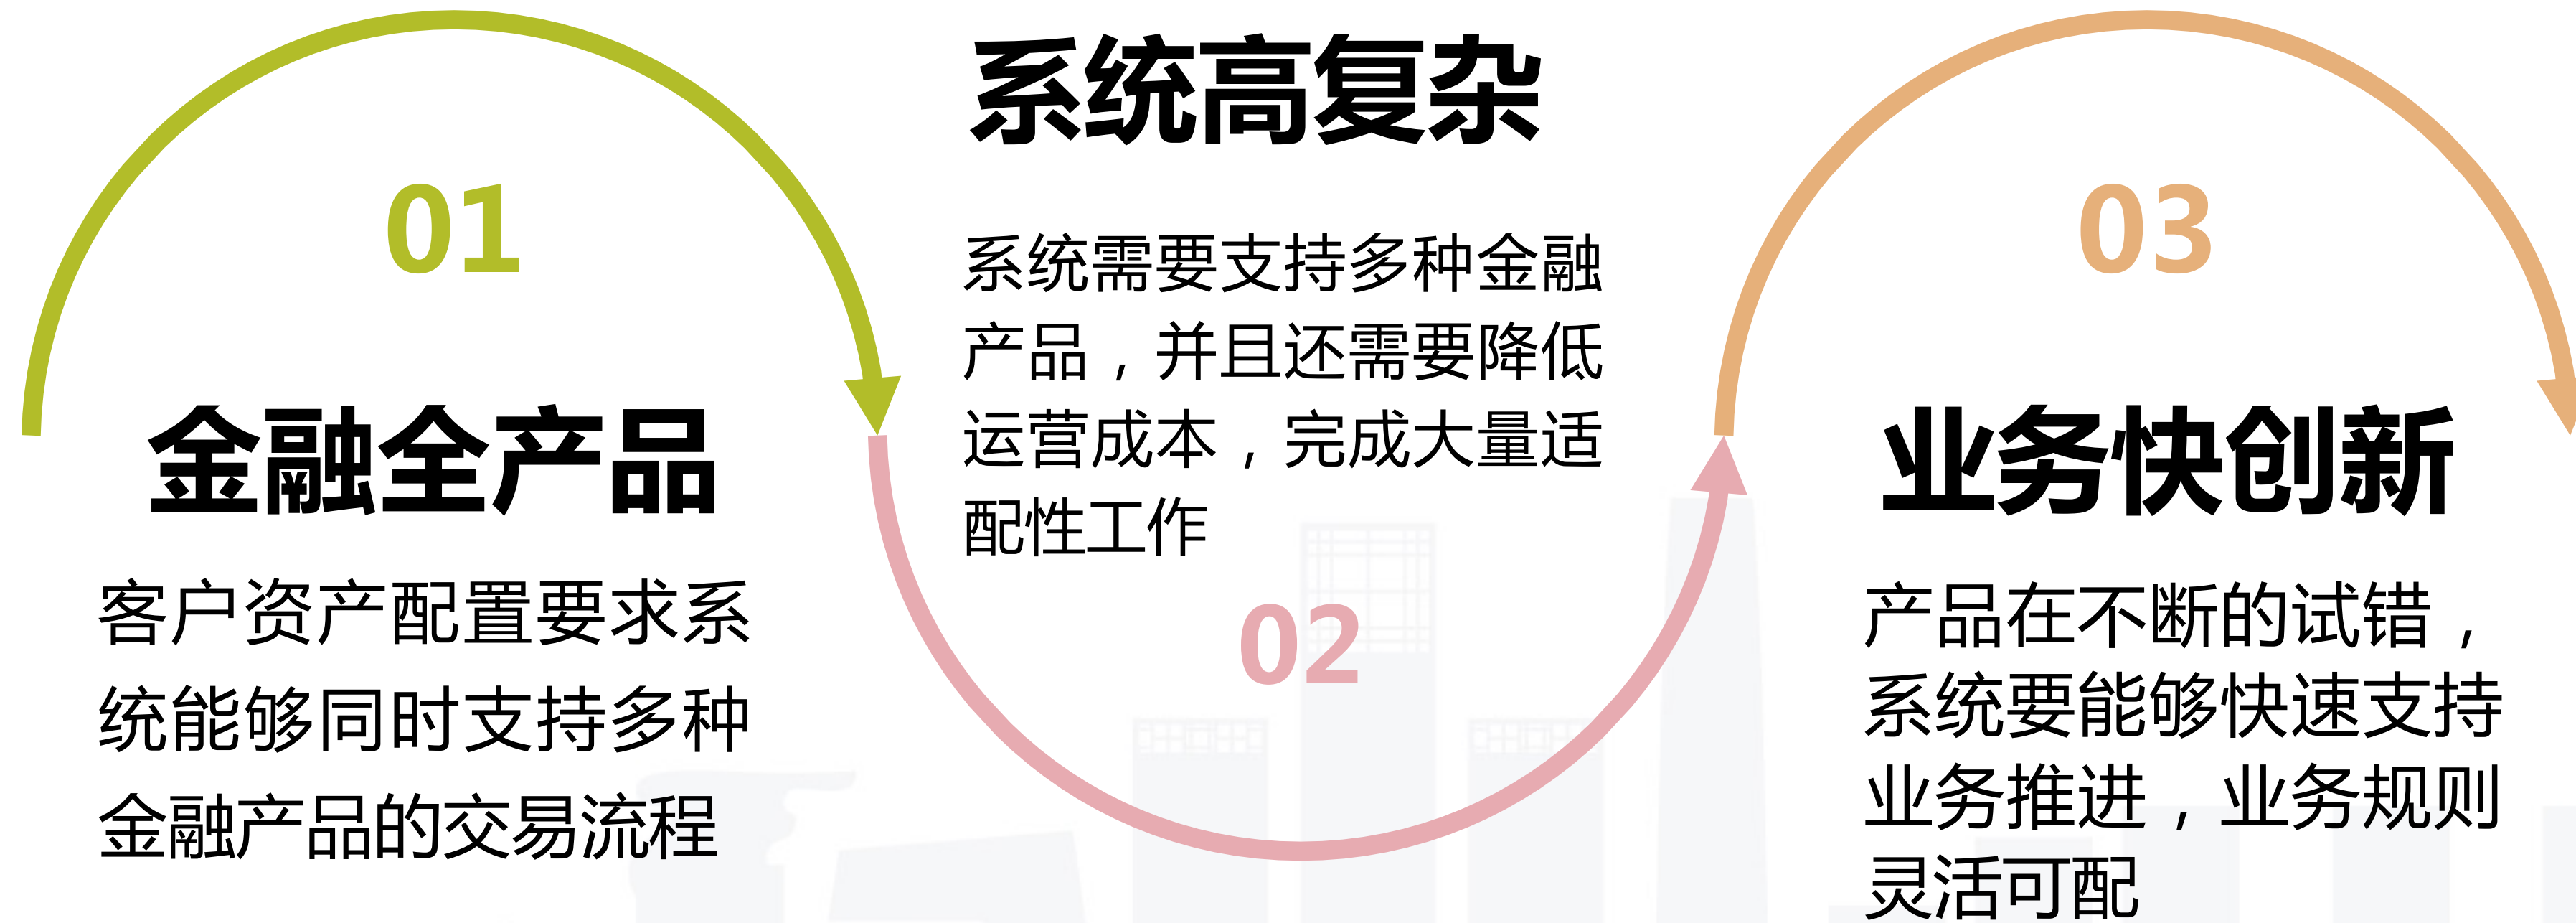 01
金融全产品
客户资产配置要求系
统能够同时支持多种
金融产品的交易流程
系统高复杂
系统需要支持多种金融
产品，并且还需要降低
运营成本，完成大量适
配性工作
02
03
业务快创新
产品在不断的试错，
系统要能够快速支持
业务推进，业务规则
灵活可配